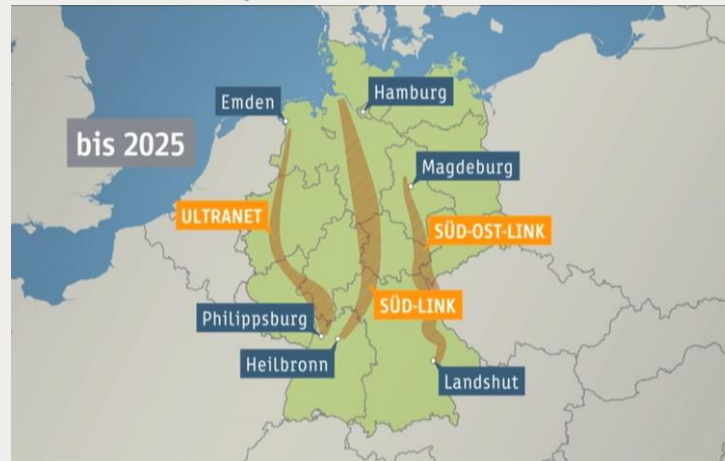 Emden
Hamburg
bis 2025
Magdeburg
ULTRANET
SÜD-OST-LINK
SÜD-LINK
Philippsburg
Heilbronn
Landshut